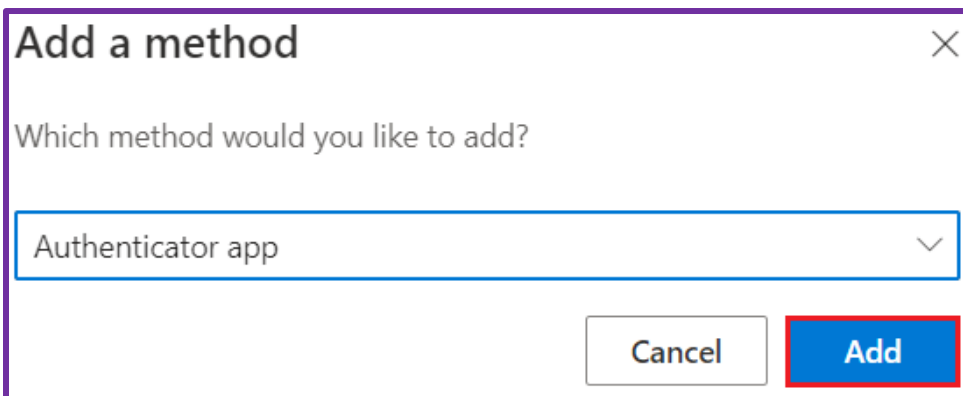 Add a method
Which method would you like to add?
Authenticator app
Cancel Add